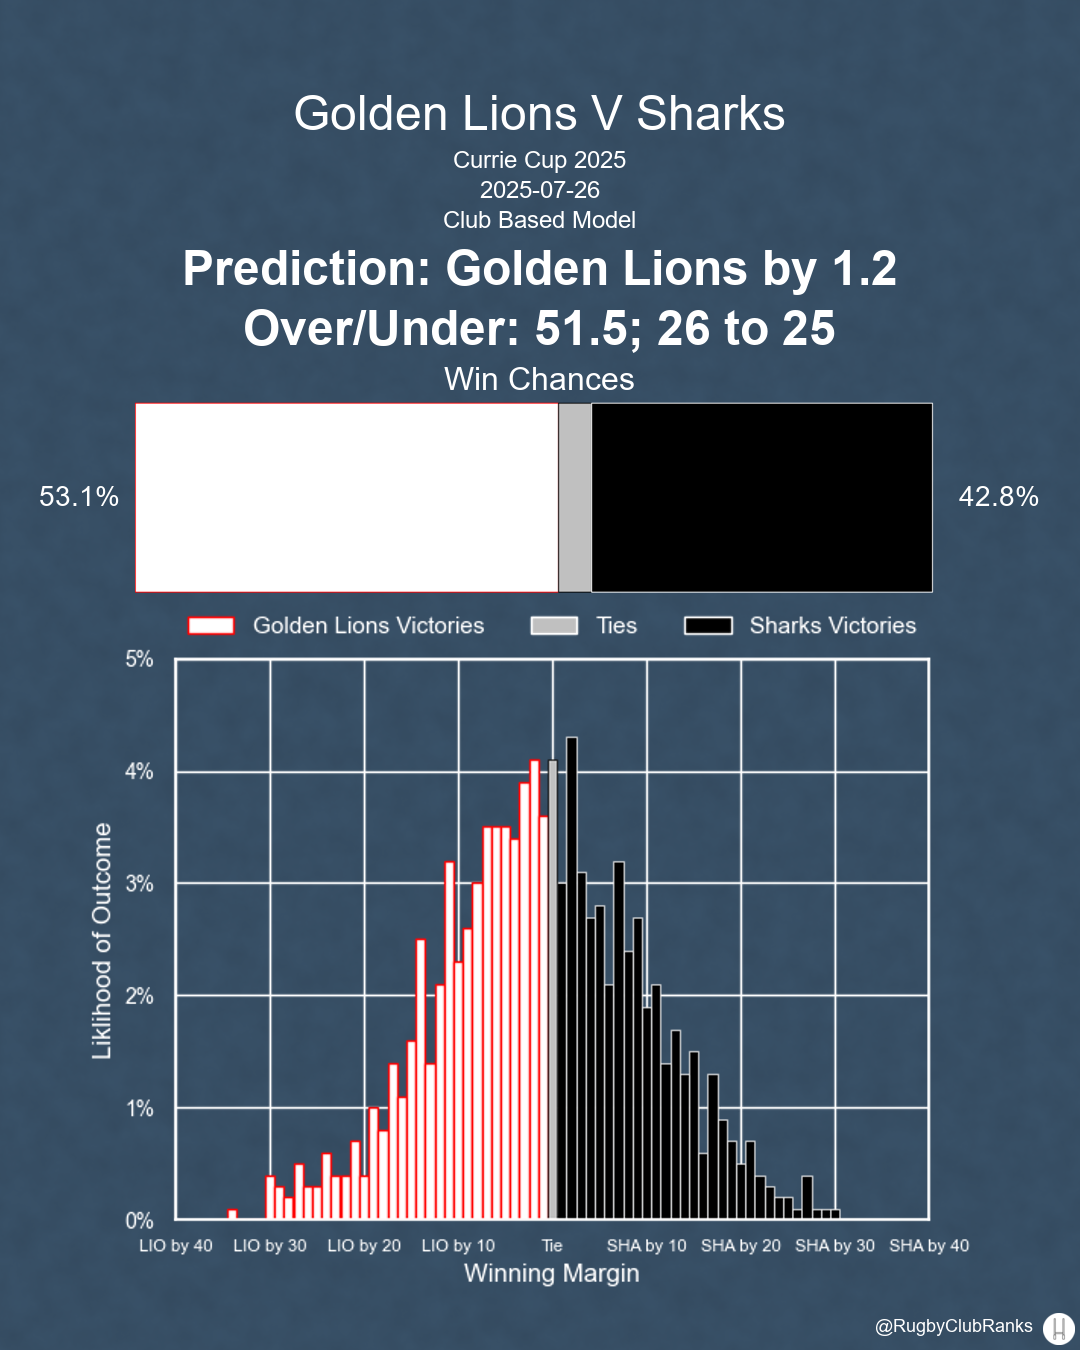 Golden Lions V Sharks
Currie Cup 2025
2025-07-26
Club Based Model
Prediction: Golden Lions by 1.2
Over/Under: 51.5; 26 to 25
Win Chances
53.1%
42.8%
Golden Lions Victories
Ties
Sharks Victories
5%
4%
3%
2%
1%
0%
Liklihood of Outcome
LIO by 40 LIO by 30 LIO by 20 LIO by 10 Tie SHA by 10 SHA by 20 SHA by 30 SHA by 40
Winning Margin
@RugbyClubRanks